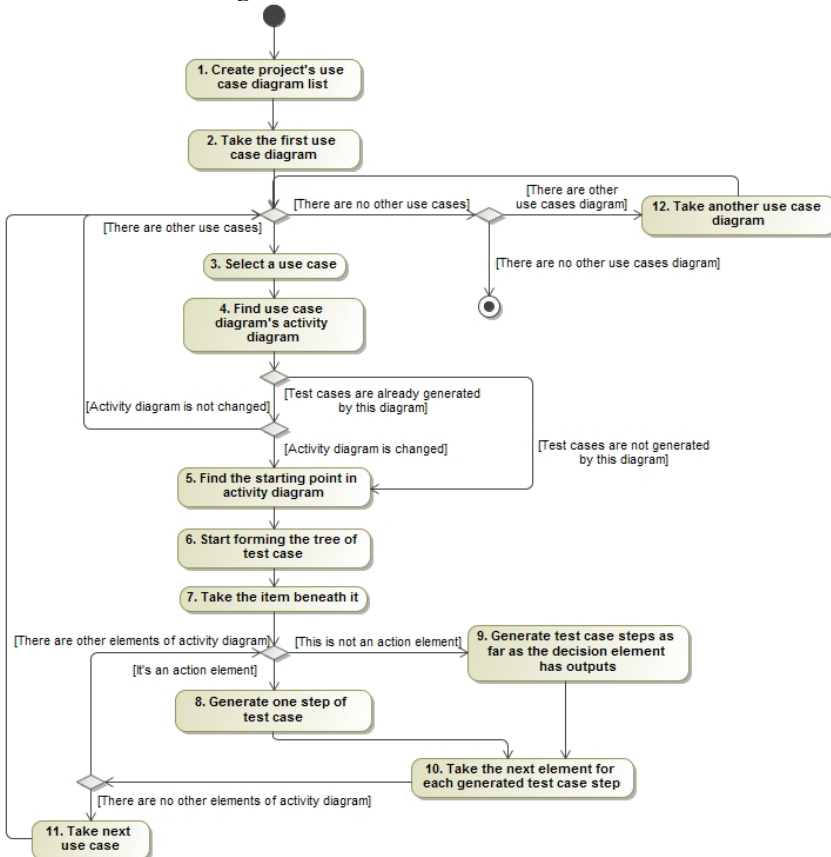 1. Create project's use
case diagram list
2. Take the first use
case diagram
[There are no other use cases]
[There are other
use cases diagram]
12. Take another use case
diagram
[There are other use cases]
3. Select a use case
[There are no other use cases diagram]
4. Find use case
diagram's activity
diagram
[Test cases are already generated
by this diagram]
[Activity diagram is not changed]
[Activity diagram is changed]
[Test cases are not generated
by this diagram]
5. Find the starting point in
activity diagram
6. Start forming the tree of
test case
7. Take the item beneath it
[There are other elements of activity diagram]
[This is not an action element]
9. Generate test case steps as
far as the decision element
has outputs
[It's an action element]
8. Generate one step of
test case
10. Take the next element for
each generated test case step
[There are no other elements of activity diagram]
11. Take next
use case